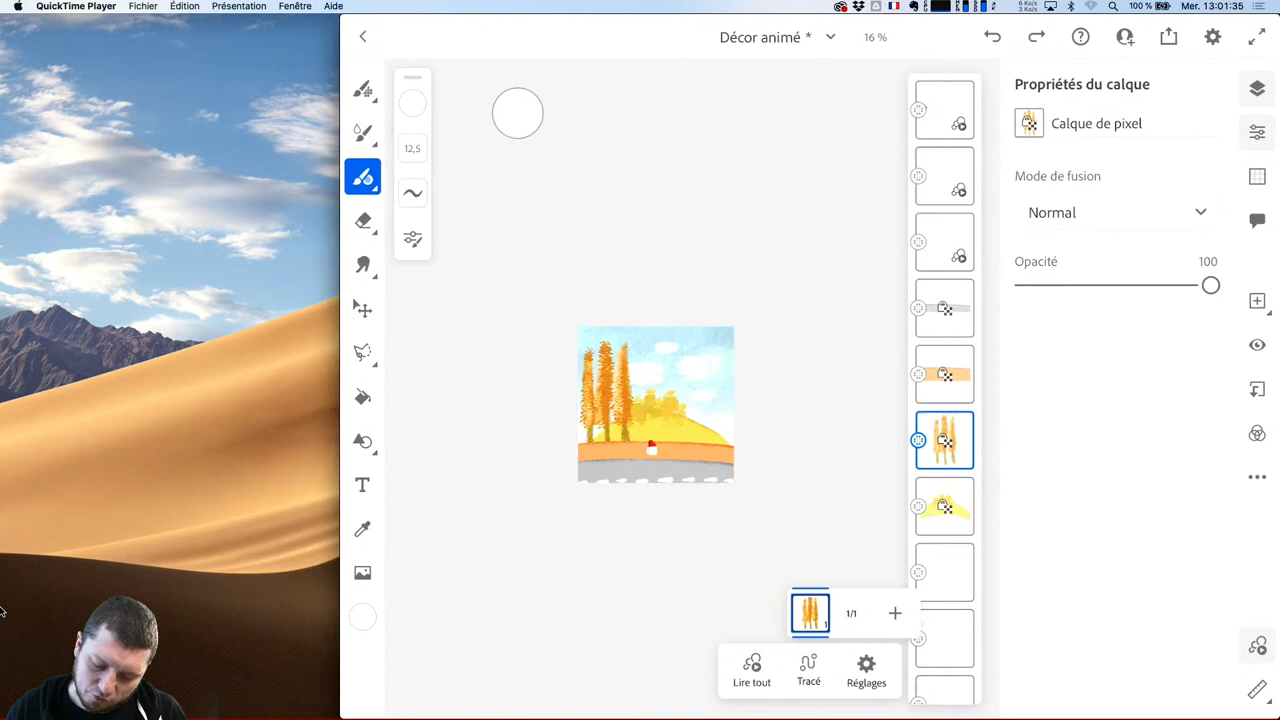 QuickTime Player Fichier Édition Présentation Fenêtre Aide
100 % Mer. 13:01:35
Décor animé * 16 %
Propriétés du calque
Calque de pixel
12,5
Mode de fusion
Normal
Opacité 100
1
1/1
Lire tout Tracé Réglages